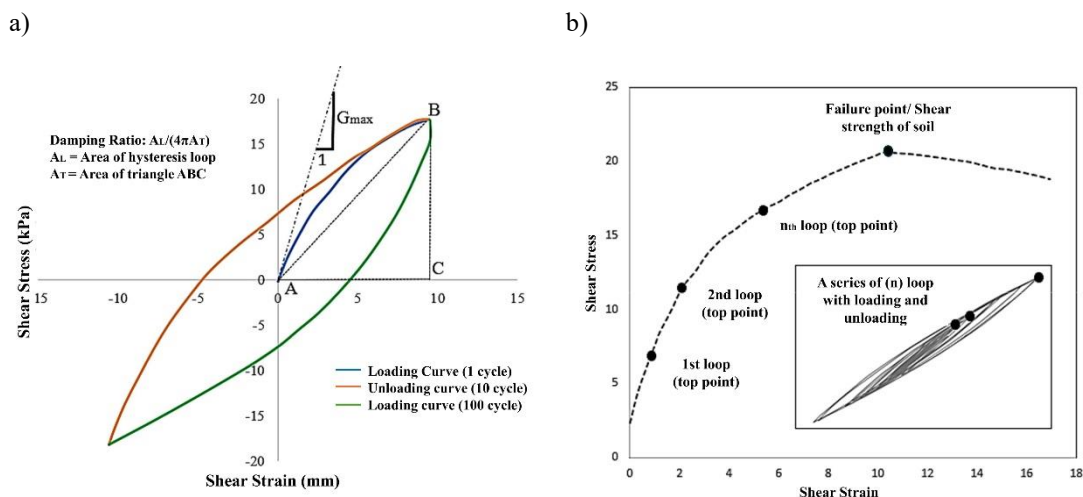 a)
Damping Ratio: AL/(4πAT)
AL = Area of hysteresis loop
AT = Area of triangle ABC
Gmax
1
B
A
C
20
15
10
5
0
-5
-10
-15
-20
15
-10
-5
0
5
10
15
Loading Curve (1 cycle)
Unloading curve (10 cycle)
Loading curve (100 cycle)
Shear Stress (kPa)
Shear Strain (mm)
b)
25
20
15
10
5
0
0
2
4
6
8
10
12
14
16
18
Failure point/ Shear
strength of soil
nth loop (top point)
2nd loop
(top point)
1st loop
(top point)
A series of (n) loop
with loading and
unloading
Shear Stress
Shear Strain